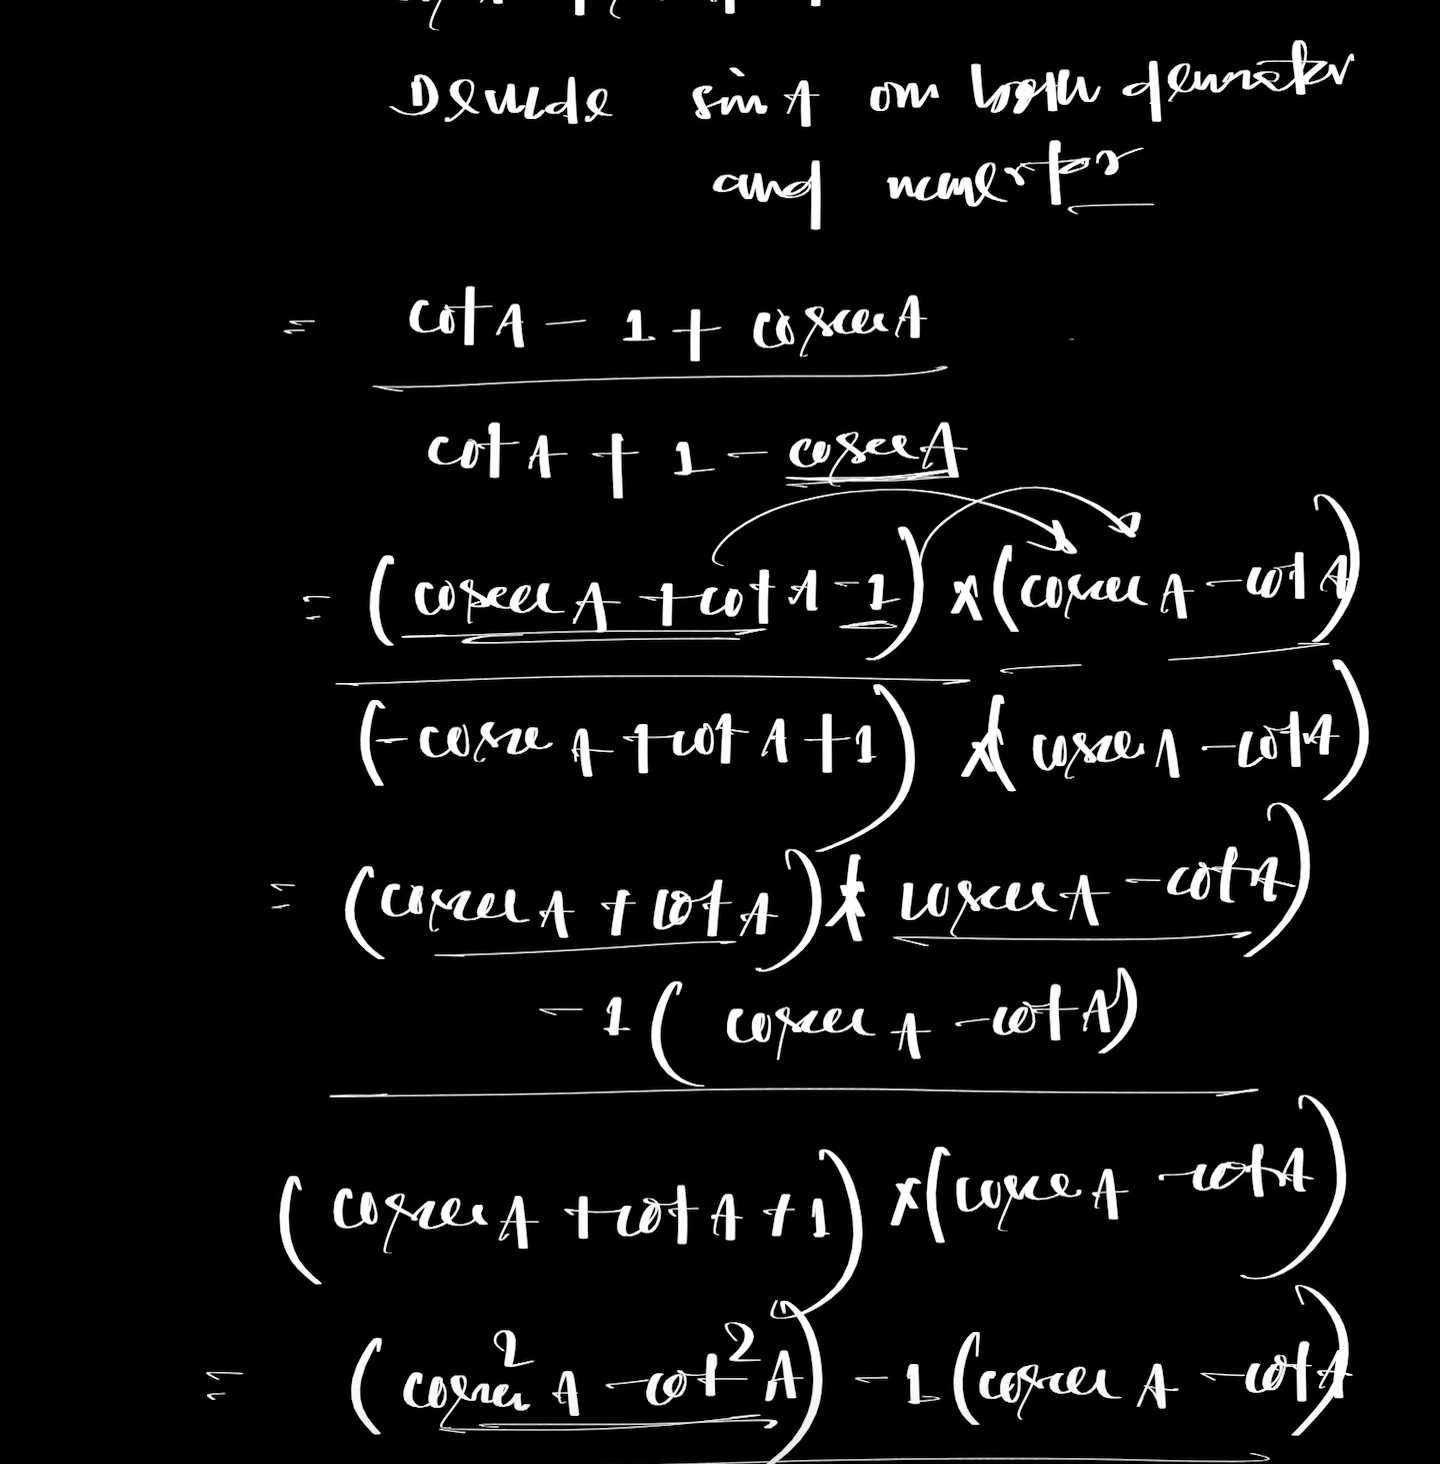 Devide sin A on both denometor
and numertor
= cot A - 1 + cosec A
cot A + 1 - cosec A
= (cosec A + cot A - 1) × (cosec A - cot A)
(-cosec A + cot A + 1) × (cosec A - cot A)
= (cosec A + cot A) × cosec A - cot A)
- 1 ( cosec A - cot A)
(cosec A + cot A + 1) × (cosec A - cot A)
= (cosec² A - cot² A) - 1 (cosec A - cot A)